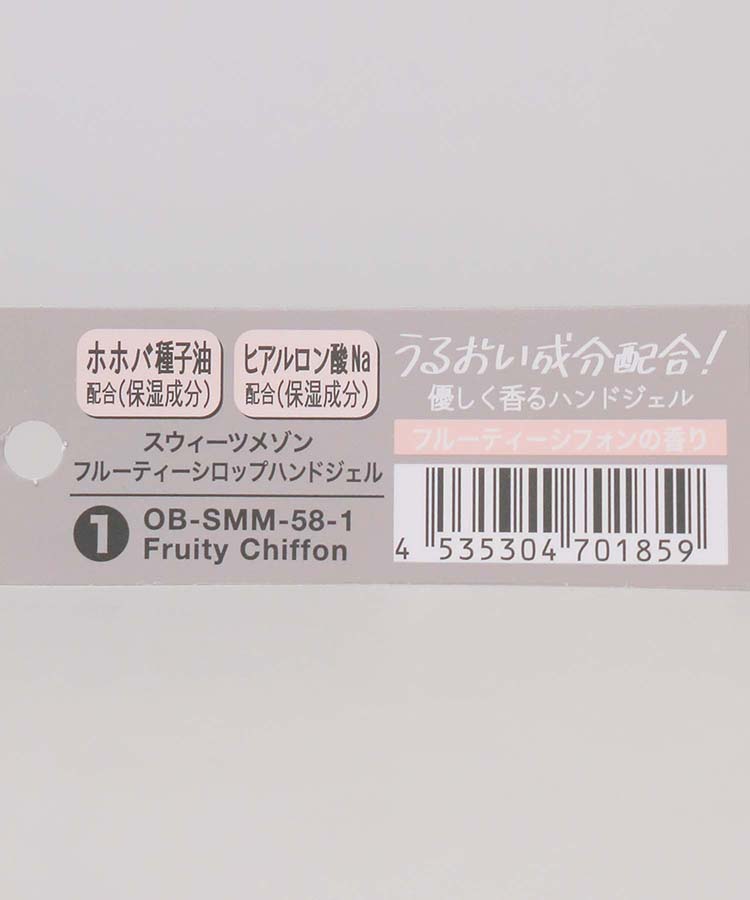 ホホバ種子油
配合(保湿成分)
ヒアルロン酸Na
配合(保湿成分)
スウィーツメゾン
フルーティーシロップハンドジェル
1 OB-SMM-58-1
Fruity Chiffon
うるおい成分配合!
優しく香るハンドジェル
フルーティーシフォンの香り
4 535304 701859